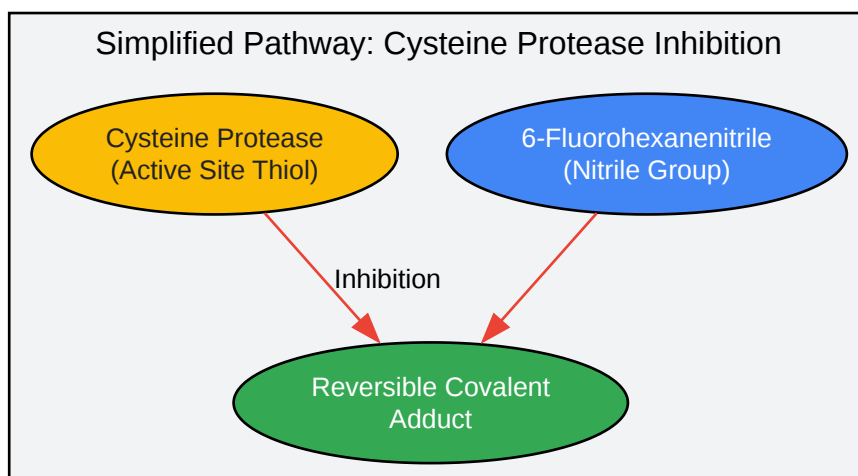 Simplified Pathway: Cysteine Protease Inhibition
Cysteine Protease
(Active Site Thiol)
6-Fluorohexanenitrile
(Nitrile Group)
Inhibition
Reversible Covalent
Adduct